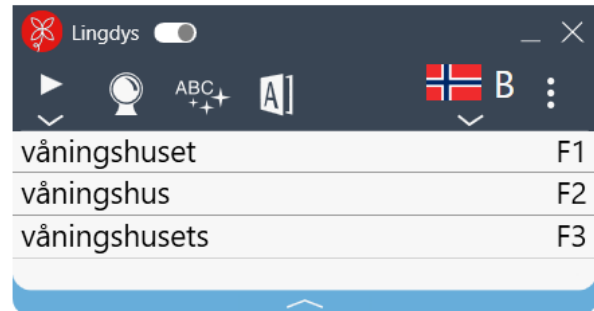 Lingdys
ABC A B
våningshuset F1
våningshus F2
våningshusets F3